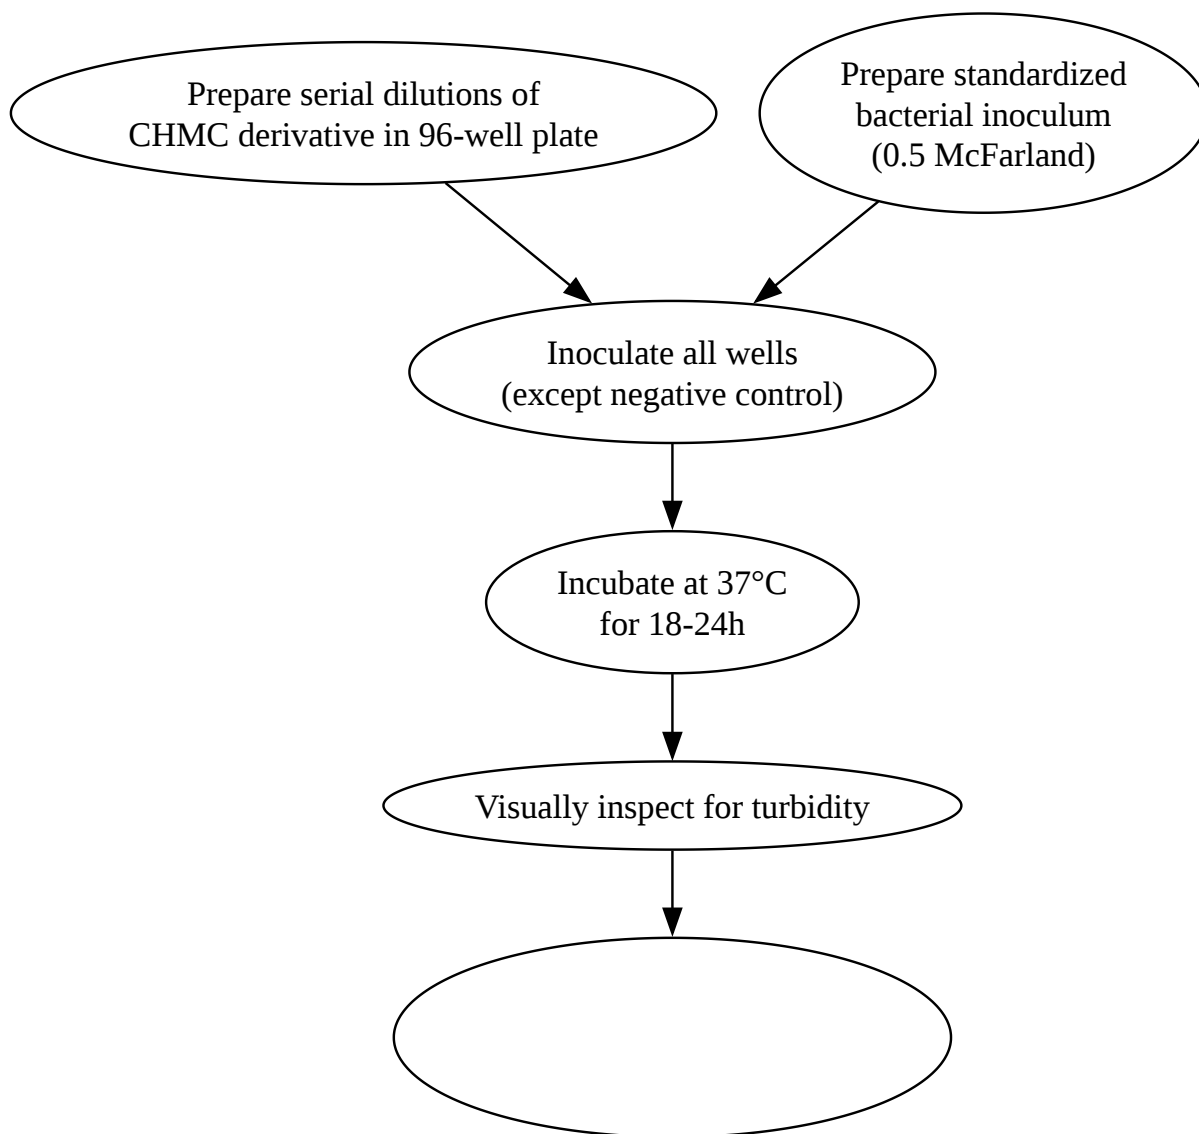 Prepare serial dilutions of
CHMC derivative in 96-well plate
Prepare standardized
bacterial inoculum
(0.5 McFarland)
Inoculate all wells
(except negative control)
Incubate at 37°C
for 18-24h
Visually inspect for turbidity